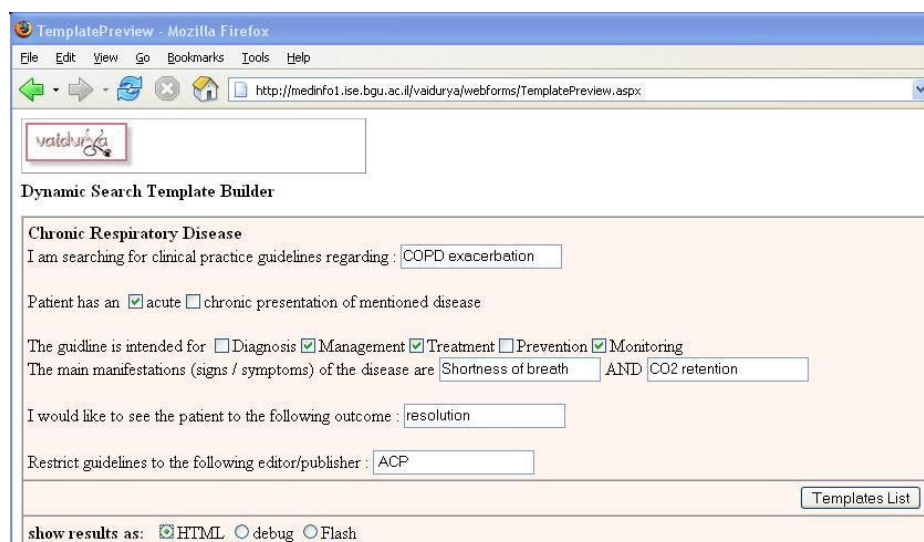 TemplatePreview - Mozilla Firefox
File Edit View Go Bookmarks Tools Help
http://medinfo1.ise.bgu.ac.il/vaidurya/webforms/TemplatePreview.aspx
vaidurya
Dynamic Search Template Builder
Chronic Respiratory Disease
I am searching for clinical practice guidelines regarding : COPD exacerbation
Patient has an acute chronic presentation of mentioned disease
The guidline is intended for Diagnosis Management Treatment Prevention Monitoring
The main manifestations (signs / symptoms) of the disease are Shortness of breath AND CO2 retention
I would like to see the patient to the following outcome : resolution
Restrict guidelines to the following editor/publisher : ACP
Templates List
show results as: HTML debug Flash